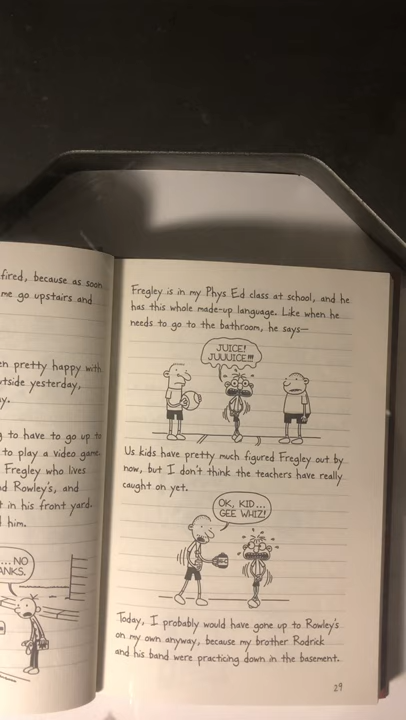 fired, because as soon
me go upstairs and
pretty happy with
yesterday,
to have to go up to
to play a video game
Fregley who lives
Rowley's, and
in his front yard.
him.
.... NO
Fregley is in my Phys Ed class at school, and he
has this whole made-up language. Like when he
needs to go to the bathroom, he says—
JUICE!
JUUUICE!!!
Us kids have pretty much figured Fregley out by
now, but I don't think the teachers have really
caught on yet.
OK, KID...
GEE WHIZ!
Today, I probably would have gone up to Rowley's
on my own anyway, because my brother Rodrick
and his band were practicing down in the basement.
29